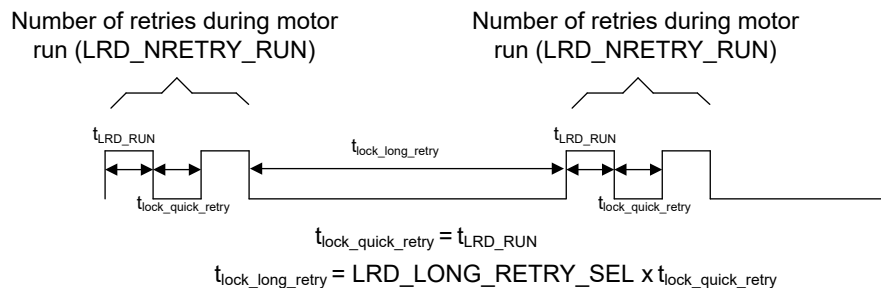 Number of retries during motor
run (LRD_NRETRY_RUN)
Number of retries during motor
run (LRD_NRETRY_RUN)
tLRD_RUN
tlock_long_retry
tLRD_RUN
tlock_quick_retry
tlock_quick_retry
tlock_quick_retry = tLRD_RUN
tlock_long_retry = LRD_LONG_RETRY_SEL x tlock_quick_retry